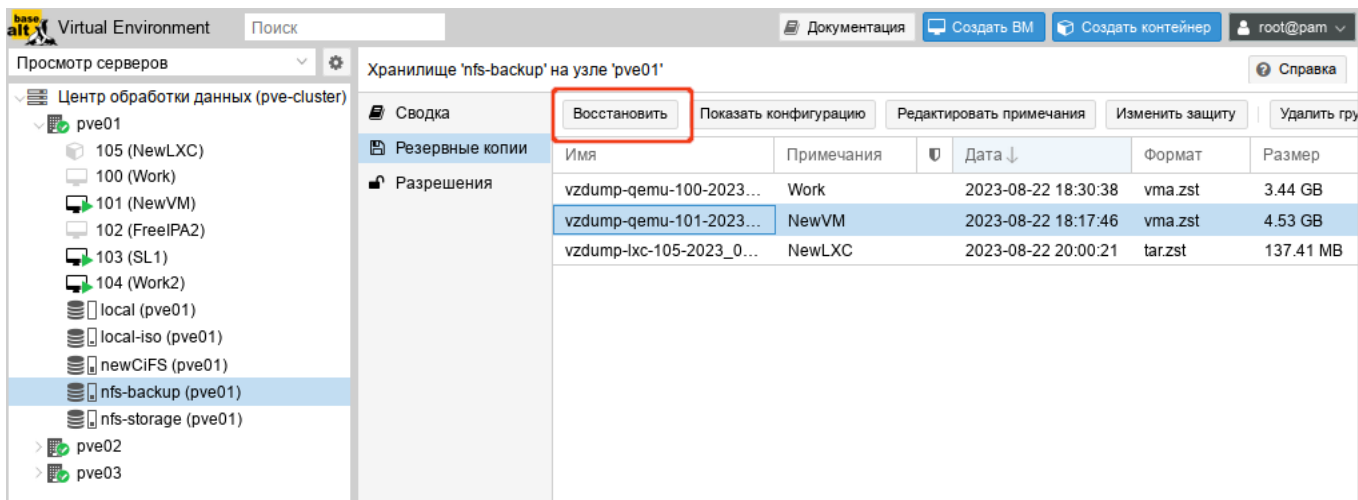 base alt Virtual Environment Поиск Документация Создать ВМ Создать контейнер root@pam
Просмотр серверов
Центр обработки данных (pve-cluster)
pve01
105 (NewLXC)
100 (Work)
101 (NewVM)
102 (FreeIPA2)
103 (SL1)
104 (Work2)
local (pve01)
local-iso (pve01)
newCiFS (pve01)
nfs-backup (pve01)
nfs-storage (pve01)
pve02
pve03
Хранилище 'nfs-backup' на узле 'pve01' Справка
Сводка
Резервные копии
Разрешения
Восстановить Показать конфигурацию Редактировать примечания Изменить защиту Удалить гру
Имя Примечания Дата ↓ Формат Размер
vzdump-qemu-100-2023... Work 2023-08-22 18:30:38 vma.zst 3.44 GB
vzdump-qemu-101-2023... NewVM 2023-08-22 18:17:46 vma.zst 4.53 GB
vzdump-lxc-105-2023_0... NewLXC 2023-08-22 20:00:21 tar.zst 137.41 MB